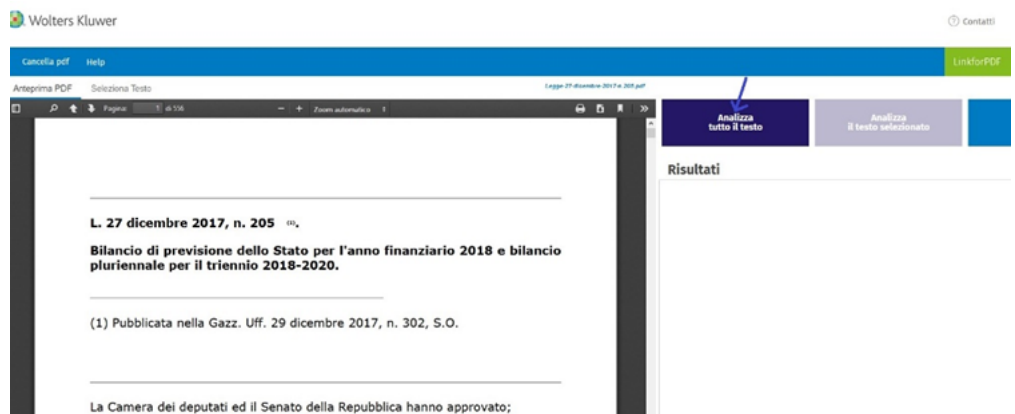 Wolters Kluwer
? Contatti
Cancella pdf Help
LinkforPDF
Anteprima PDF Seleziona Testo
Legge 27 dicembre 2017 n. 205.pdf
Pagina: 1 di 556
− + Zoom automatico
Analizza
tutto il testo
Analizza
il testo selezionato
Risultati
L. 27 dicembre 2017, n. 205 (1).
Bilancio di previsione dello Stato per l'anno finanziario 2018 e bilancio
pluriennale per il triennio 2018-2020.
(1) Pubblicata nella Gazz. Uff. 29 dicembre 2017, n. 302, S.O.
La Camera dei deputati ed il Senato della Repubblica hanno approvato;